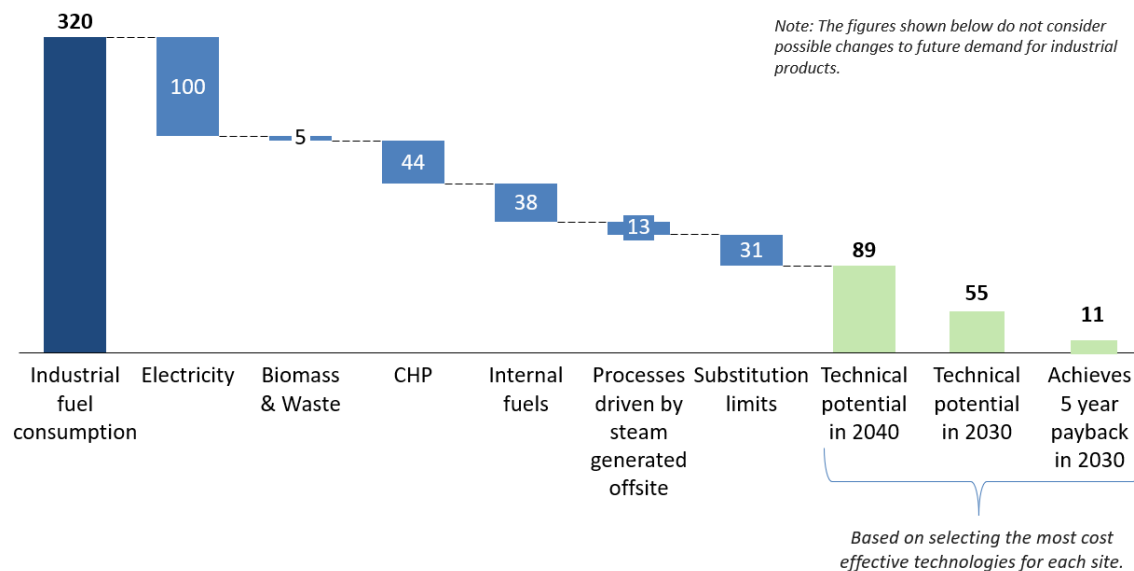 320
Note: The figures shown below do not consider
possible changes to future demand for industrial
products.
100
5
44
38
13
31
89
55
11
Industrial
fuel
consumption
Electricity
Biomass
& Waste
CHP
Internal
fuels
Processes
driven by
steam
generated
offsite
Substitution
limits
Technical
potential
in 2040
Technical
potential
in 2030
Achieves
5 year
payback
in 2030
Based on selecting the most cost
effective technologies for each site.